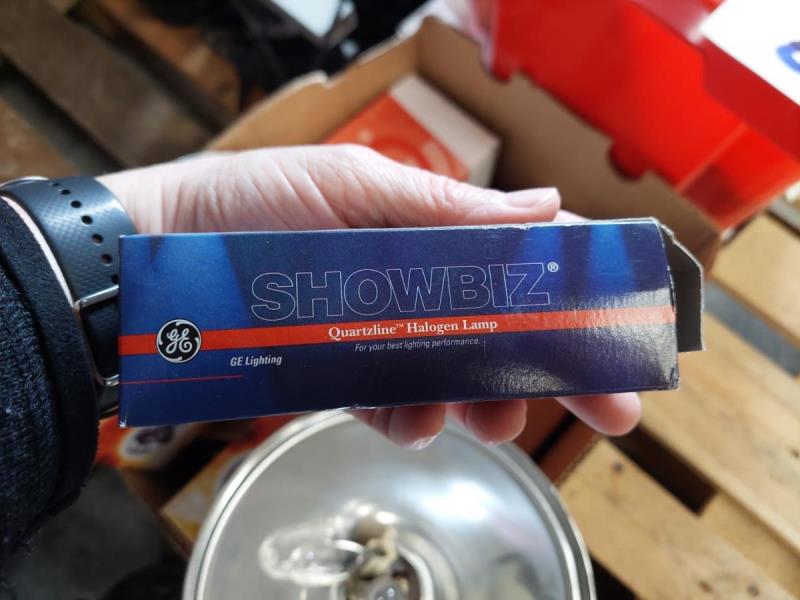 SHOWBIZ®
Quartzline™ Halogen Lamp
For your best lighting performance.
GE
GE Lighting